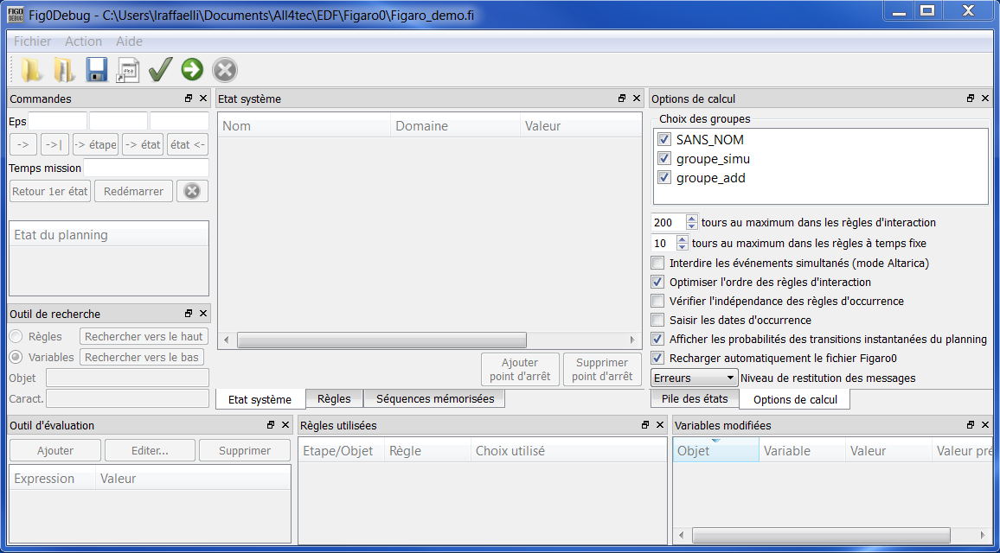 Fig0Debug - C:\Users\lraffaelli\Documents\All4tec\EDF\Figaro0\Figaro_demo.fi
Fichier Action Aide
Commandes
Eps
-> ->| -> étape -> état état <-
Temps mission
Retour 1er état Redémarrer
Etat du planning
Outil de recherche
Règles Rechercher vers le haut
Variables Rechercher vers le bas
Objet
Caract.
Etat système
Nom Domaine Valeur
Ajouter point d'arrêt
Supprimer point d'arrêt
Etat système Règles Séquences mémorisées
Options de calcul
Choix des groupes
SANS_NOM
groupe_simu
groupe_add
200 tours au maximum dans les règles d'interaction
10 tours au maximum dans les règles à temps fixe
Interdire les événements simultanés (mode Altarica)
Optimiser l'ordre des règles d'interaction
Vérifier l'indépendance des règles d'occurrence
Saisir les dates d'occurrence
Afficher les probabilités des transitions instantanées du planning
Recharger automatiquement le fichier Figaro0
Erreurs Niveau de restitution des messages
Pile des états Options de calcul
Outil d'évaluation
Ajouter Editer... Supprimer
Expression Valeur
Règles utilisées
Etape/Objet Règle Choix utilisé
Variables modifiées
Objet Variable Valeur Valeur pré